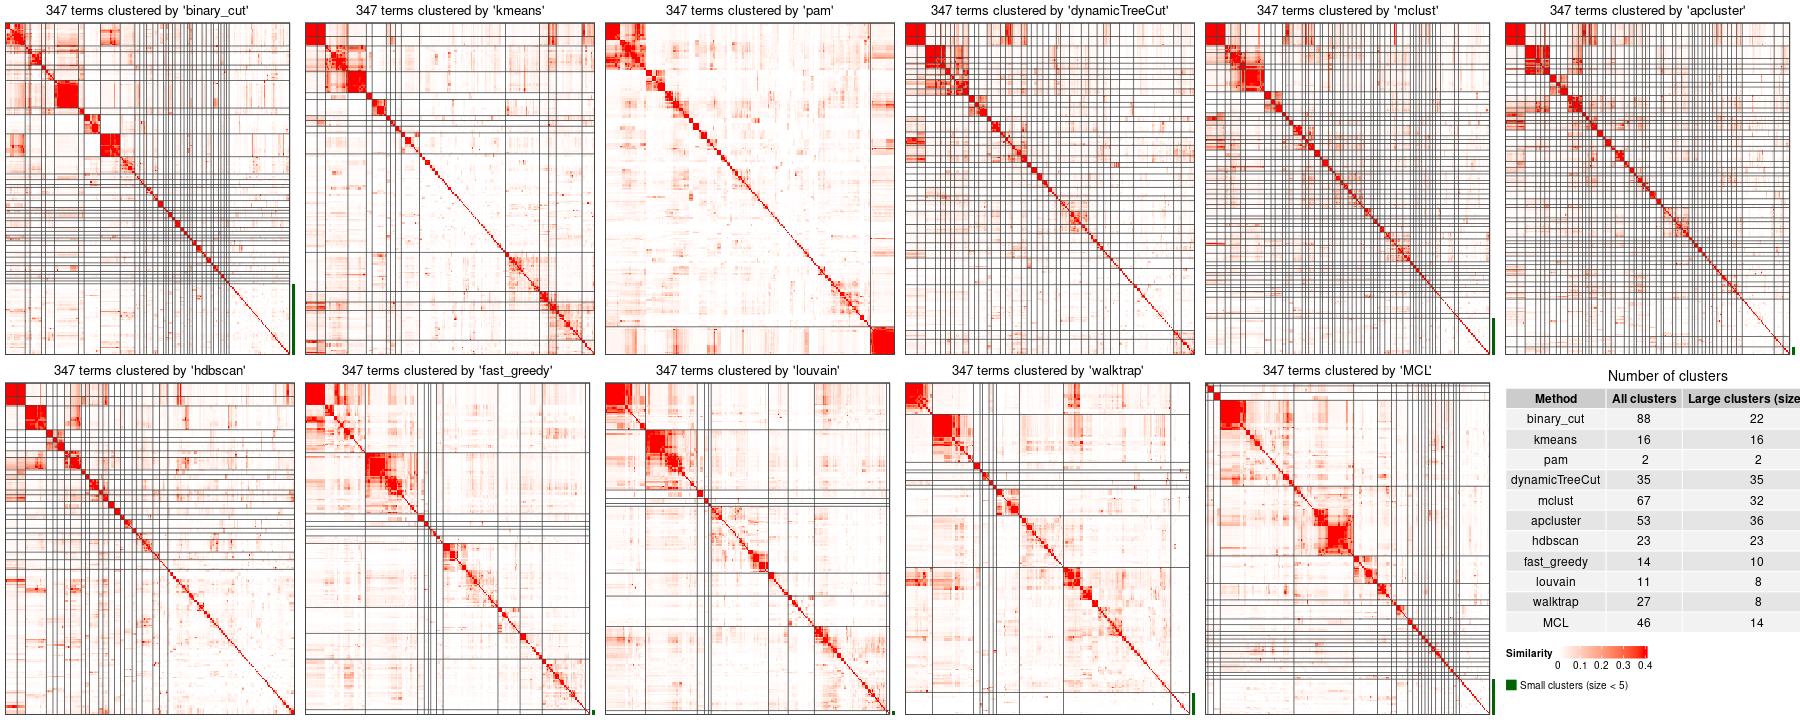 347 terms clustered by 'binary_cut'
347 terms clustered by 'kmeans'
347 terms clustered by 'pam'
347 terms clustered by 'dynamicTreeCut'
347 terms clustered by 'mclust'
347 terms clustered by 'apcluster'
347 terms clustered by 'hdbscan'
347 terms clustered by 'fast_greedy'
347 terms clustered by 'louvain'
347 terms clustered by 'walktrap'
347 terms clustered by 'MCL'
Number of clusters
Method All clusters Large clusters (size
binary_cut 88 22
kmeans 16 16
pam 2 2
dynamicTreeCut 35 35
mclust 67 32
apcluster 53 36
hdbscan 23 23
fast_greedy 14 10
louvain 11 8
walktrap 27 8
MCL 46 14
Similarity
0 0.1 0.2 0.3 0.4
Small clusters (size < 5)